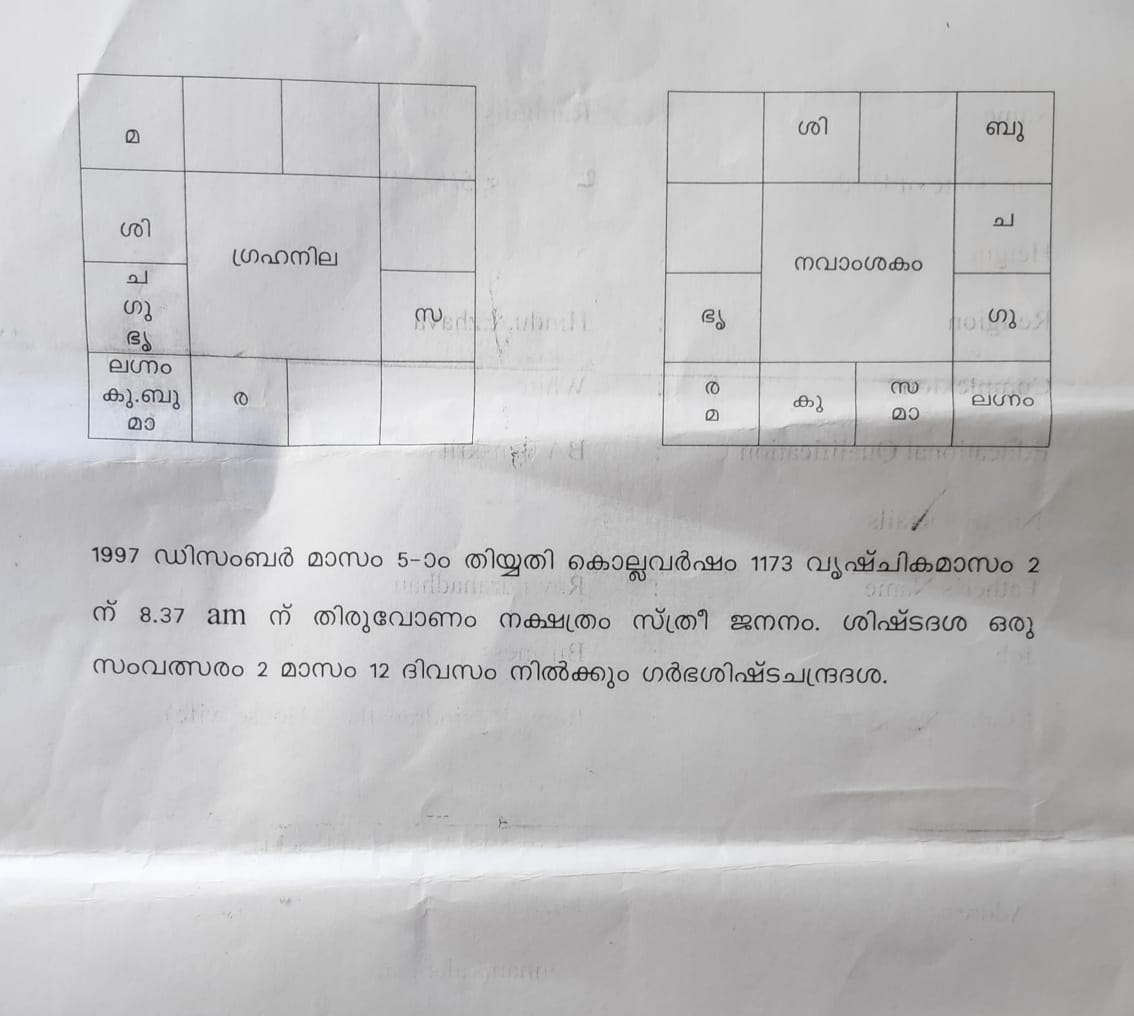 മ
ശി
ഗ്രഹനില
ച
ഗു
ഭൃ
സ
ലഗ്നം
കു.ബു
മാ
ര
ശി
ബു
ച
നവാംശകം
ഭൃ
ഗു
ര
മ
കു
സ
മാ
ലഗ്നം
1997 ഡിസംബർ മാസം 5-ാം തിയ്യതി കൊല്ലവർഷം 1173 വൃഷ്ചികമാസം 2
ന് 8.37 am ന് തിരുവോണം നക്ഷത്രം സ്ത്രീ ജനനം. ശിഷ്ടദശ ഒരു
സംവത്സരം 2 മാസം 12 ദിവസം നിൽക്കും ഗർഭശിഷ്ടചന്ദ്രദശ.